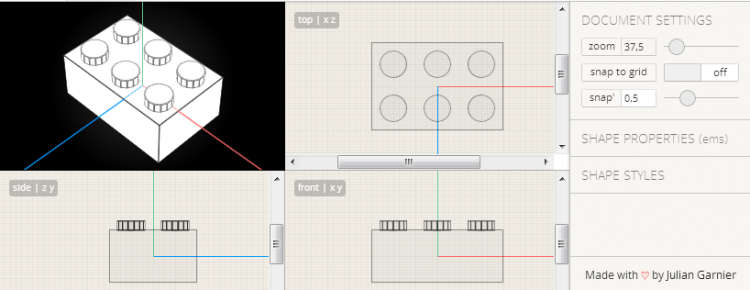 top | x z
side | z y
front | x y
DOCUMENT SETTINGS
zoom 37,5
snap to grid off
snap' 0,5
SHAPE PROPERTIES (ems)
SHAPE STYLES
Made with ♡ by Julian Garnier